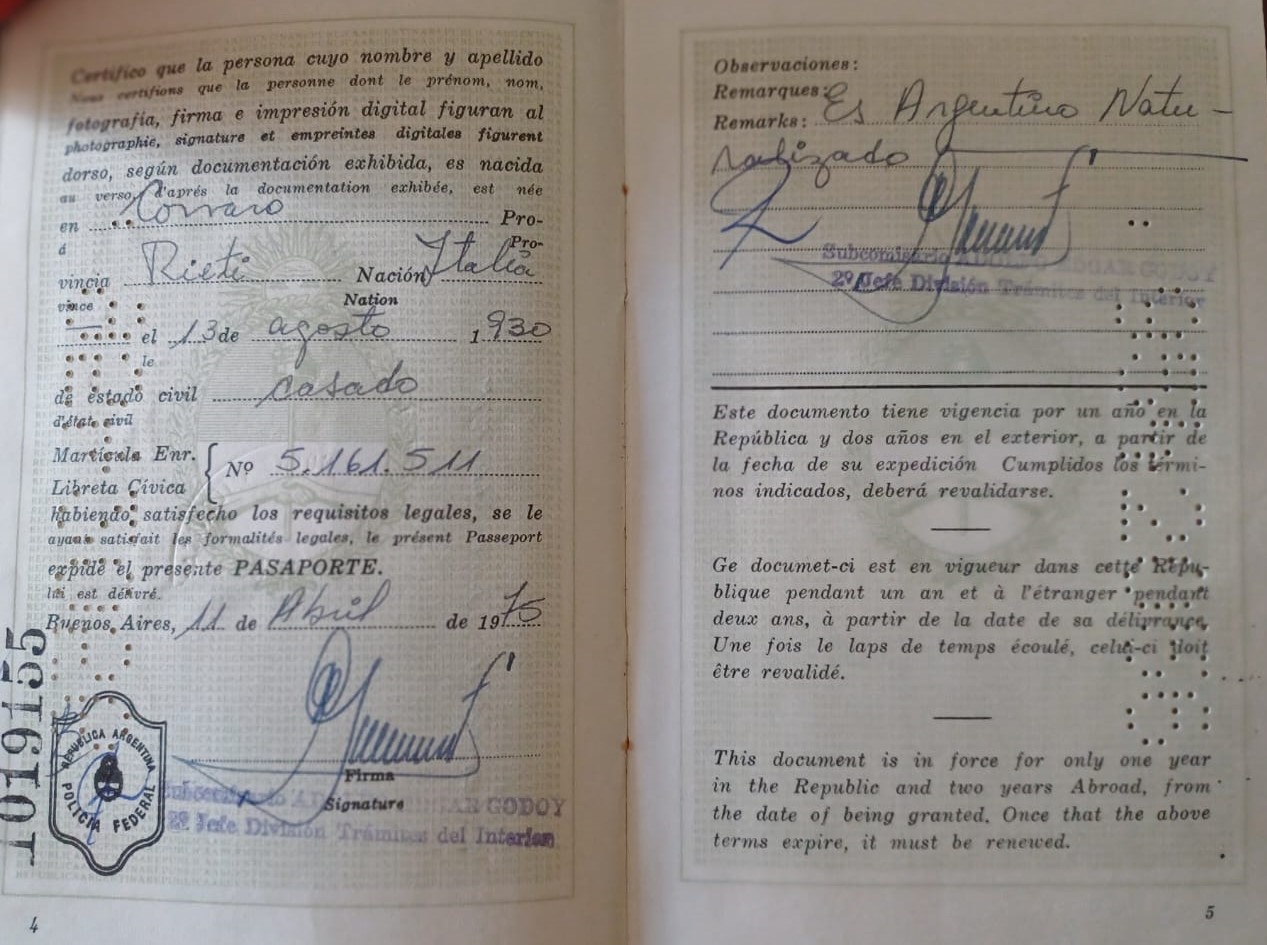 Certifico que la persona cuyo nombre y apellido
Nous certifions que la personne dont le prénom, nom,
fotografía, firma e impresión digital figuran al
photographie, signature et empreintes digitales figurent
dorso, según documentación exhibida, es nacida
au verso, d'aprés la documentation exhibée, est née
en Corvaro Pro-
á Pro-
vincia Rieti Nación Italia
vince Nation
el 13 de agosto 1930
le
de estado civil casado
d'état civil
Martícula Enr.
Nº 5.161.511
Libreta Cívica
habiendo satisfecho los requisitos legales, se le
ayant satisfait les formalités legales, le présent Passeport
expide el presente PASAPORTE.
lui est délivré.
Buenos Aires, 11 de Abril de 1975
Firma
Signature
Subcomisario GODOY
2º Jefe División Trámites del Interior
REPUBLICA ARGENTINA
POLICIA FEDERAL
1019155
4
Observaciones:
Remarques: Es Argentino Natu-
Remarks:
ralizado
Subcomisario ADOLFO EDGAR GODOY
2º Jefe División Trámites del Interior
Este documento tiene vigencia por un año en la
República y dos años en el exterior, a partir de
la fecha de su expedición Cumplidos los térmi-
nos indicados, deberá revalidarse.
Ge documet-ci est en vigueur dans cette Répu-
blique pendant un an et à l'étranger pendant
deux ans, à partir de la date de sa délivrance.
Une fois le laps de temps écoulé, celui-ci doit
être revalidé.
This document is in force for only one year
in the Republic and two years Abroad, from
the date of being granted. Once that the above
terms expire, it must be renewed.
5